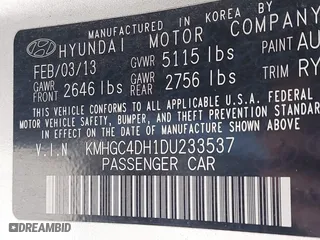 MANUFACTURED IN KOREA BY
HYUNDAI MOTOR COMPANY
FEB/03/13 GVWR 5115 lbs PAINT AU
GAWR FRONT 2646 lbs GAWR REAR 2756 lbs TRIM RY
THIS VEHICLE CONFORMS TO ALL APPLICABLE FEDERAL
MOTOR VEHICLE SAFETY, BUMPER, AND THEFT PREVENTION
STANDARDS IN EFFECT ON THE DATE OF MANUFACTURE SHOWN ABOVE.
V.I.N KMHGC4DH1DU233537
PASSENGER CAR
DREAMBID